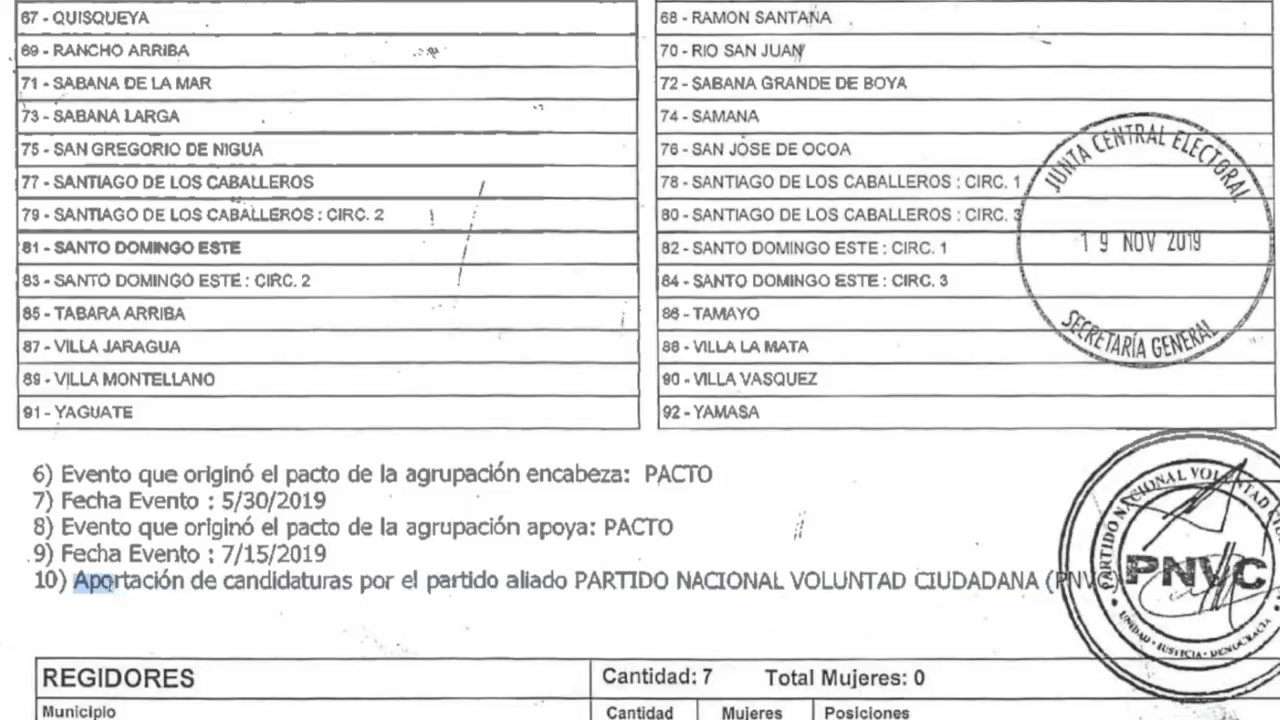 67 - QUISQUEYA
68 - RAMON SANTANA
69 - RANCHO ARRIBA
70 - RIO SAN JUAN
71 - SABANA DE LA MAR
72 - SABANA GRANDE DE BOYA
73 - SABANA LARGA
74 - SAMANA
75 - SAN GREGORIO DE NIGUA
76 - SAN JOSE DE OCOA
77 - SANTIAGO DE LOS CABALLEROS
78 - SANTIAGO DE LOS CABALLEROS : CIRC. 1
79 - SANTIAGO DE LOS CABALLEROS : CIRC. 2
80 - SANTIAGO DE LOS CABALLEROS : CIRC. 3
81 - SANTO DOMINGO ESTE
82 - SANTO DOMINGO ESTE : CIRC. 1
83 - SANTO DOMINGO ESTE : CIRC. 2
84 - SANTO DOMINGO ESTE : CIRC. 3
85 - TABARA ARRIBA
86 - TAMAYO
87 - VILLA JARAGUA
88 - VILLA LA MATA
89 - VILLA MONTELLANO
90 - VILLA VASQUEZ
91 - YAGUATE
92 - YAMASA
JUNTA CENTRAL ELECTORAL
19 NOV 2019
SECRETARÍA GENERAL
6) Evento que originó el pacto de la agrupación encabeza: PACTO
7) Fecha Evento : 5/30/2019
8) Evento que originó el pacto de la agrupación apoya: PACTO
9) Fecha Evento : 7/15/2019
10) Aportación de candidaturas por el partido aliado PARTIDO NACIONAL VOLUNTAD CIUDADANA (PNVC)
PARTIDO NACIONAL VOLUNTAD
PNVC
UNIDAD • JUSTICIA • DEMOCRACIA
REGIDORES
Cantidad: 7
Total Mujeres: 0
Municipio
Cantidad
Mujeres
Posiciones